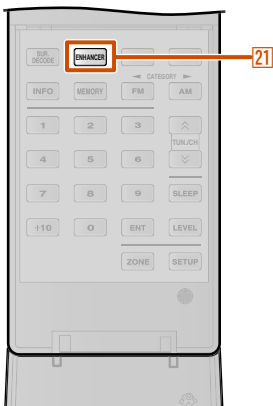 SUR.
DECODE
ENHANCER
21
CATEGORY
INFO
MEMORY
FM
AM
1
2
3
TUN./CH
4
5
6
7
8
9
SLEEP
+10
0
ENT
LEVEL
ZONE
SETUP